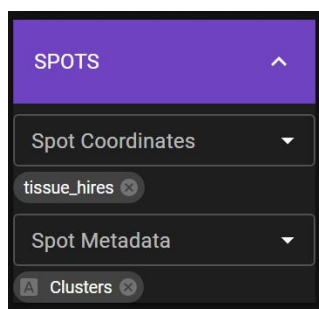 SPOTS
Spot Coordinates
tissue_hires
Spot Metadata
A Clusters